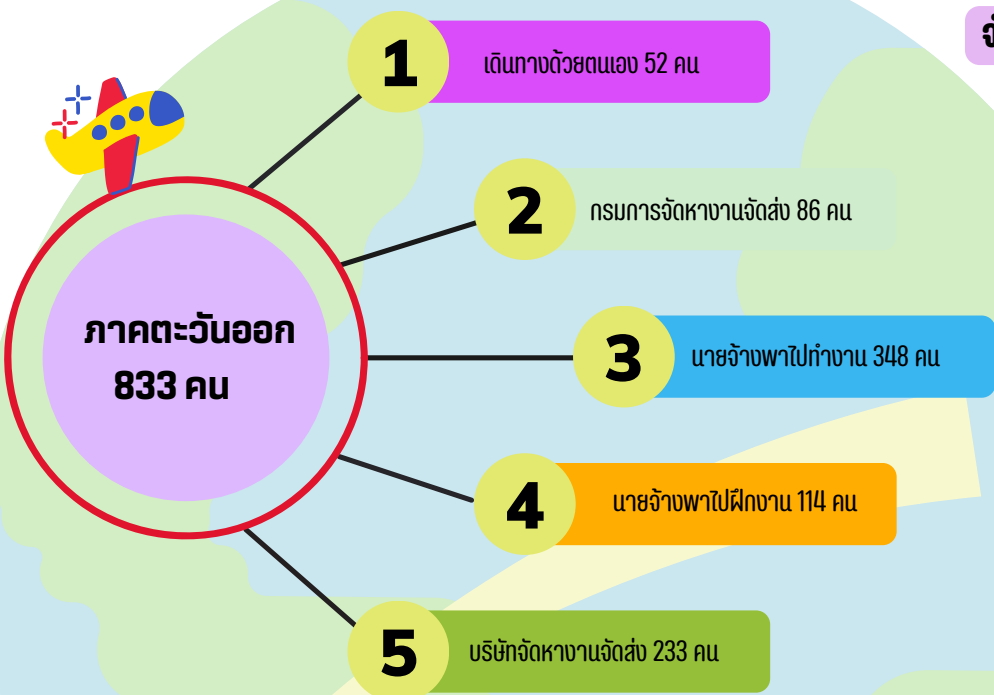 1
เดินทางด้วยตนเอง 52 คน
2
กรมการจัดหางานจัดส่ง 86 คน
ภาคตะวันออก
833 คน
3
นายจ้างพาไปทำงาน 348 คน
4
นายจ้างพาไปฝึกงาน 114 คน
5
บริษัทจัดหางานจัดส่ง 233 คน